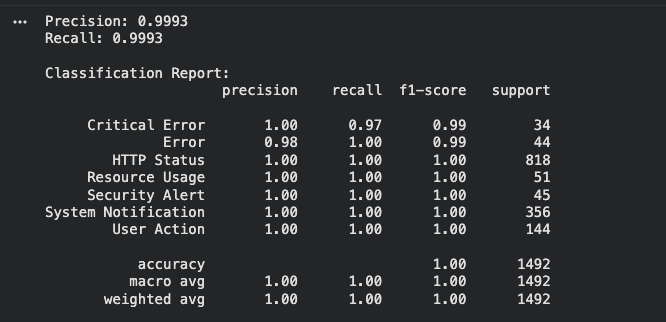 ... Precision: 0.9993
Recall: 0.9993
Classification Report:
precision recall f1-score support
Critical Error 1.00 0.97 0.99 34
Error 0.98 1.00 0.99 44
HTTP Status 1.00 1.00 1.00 818
Resource Usage 1.00 1.00 1.00 51
Security Alert 1.00 1.00 1.00 45
System Notification 1.00 1.00 1.00 356
User Action 1.00 1.00 1.00 144
accuracy 1.00 1492
macro avg 1.00 1.00 1.00 1492
weighted avg 1.00 1.00 1.00 1492